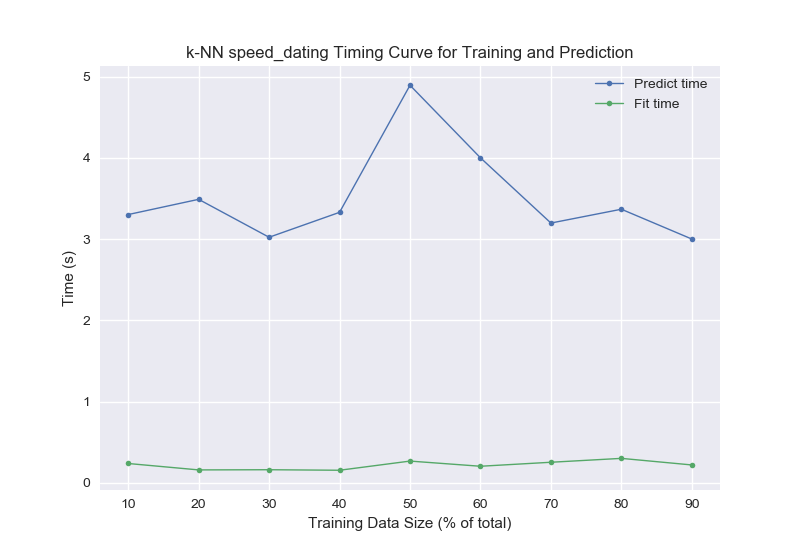 k-NN speed_dating Timing Curve for Training and Prediction
Predict time
Fit time
5
4
3
2
1
0
Time (s)
10 20 30 40 50 60 70 80 90
Training Data Size (% of total)